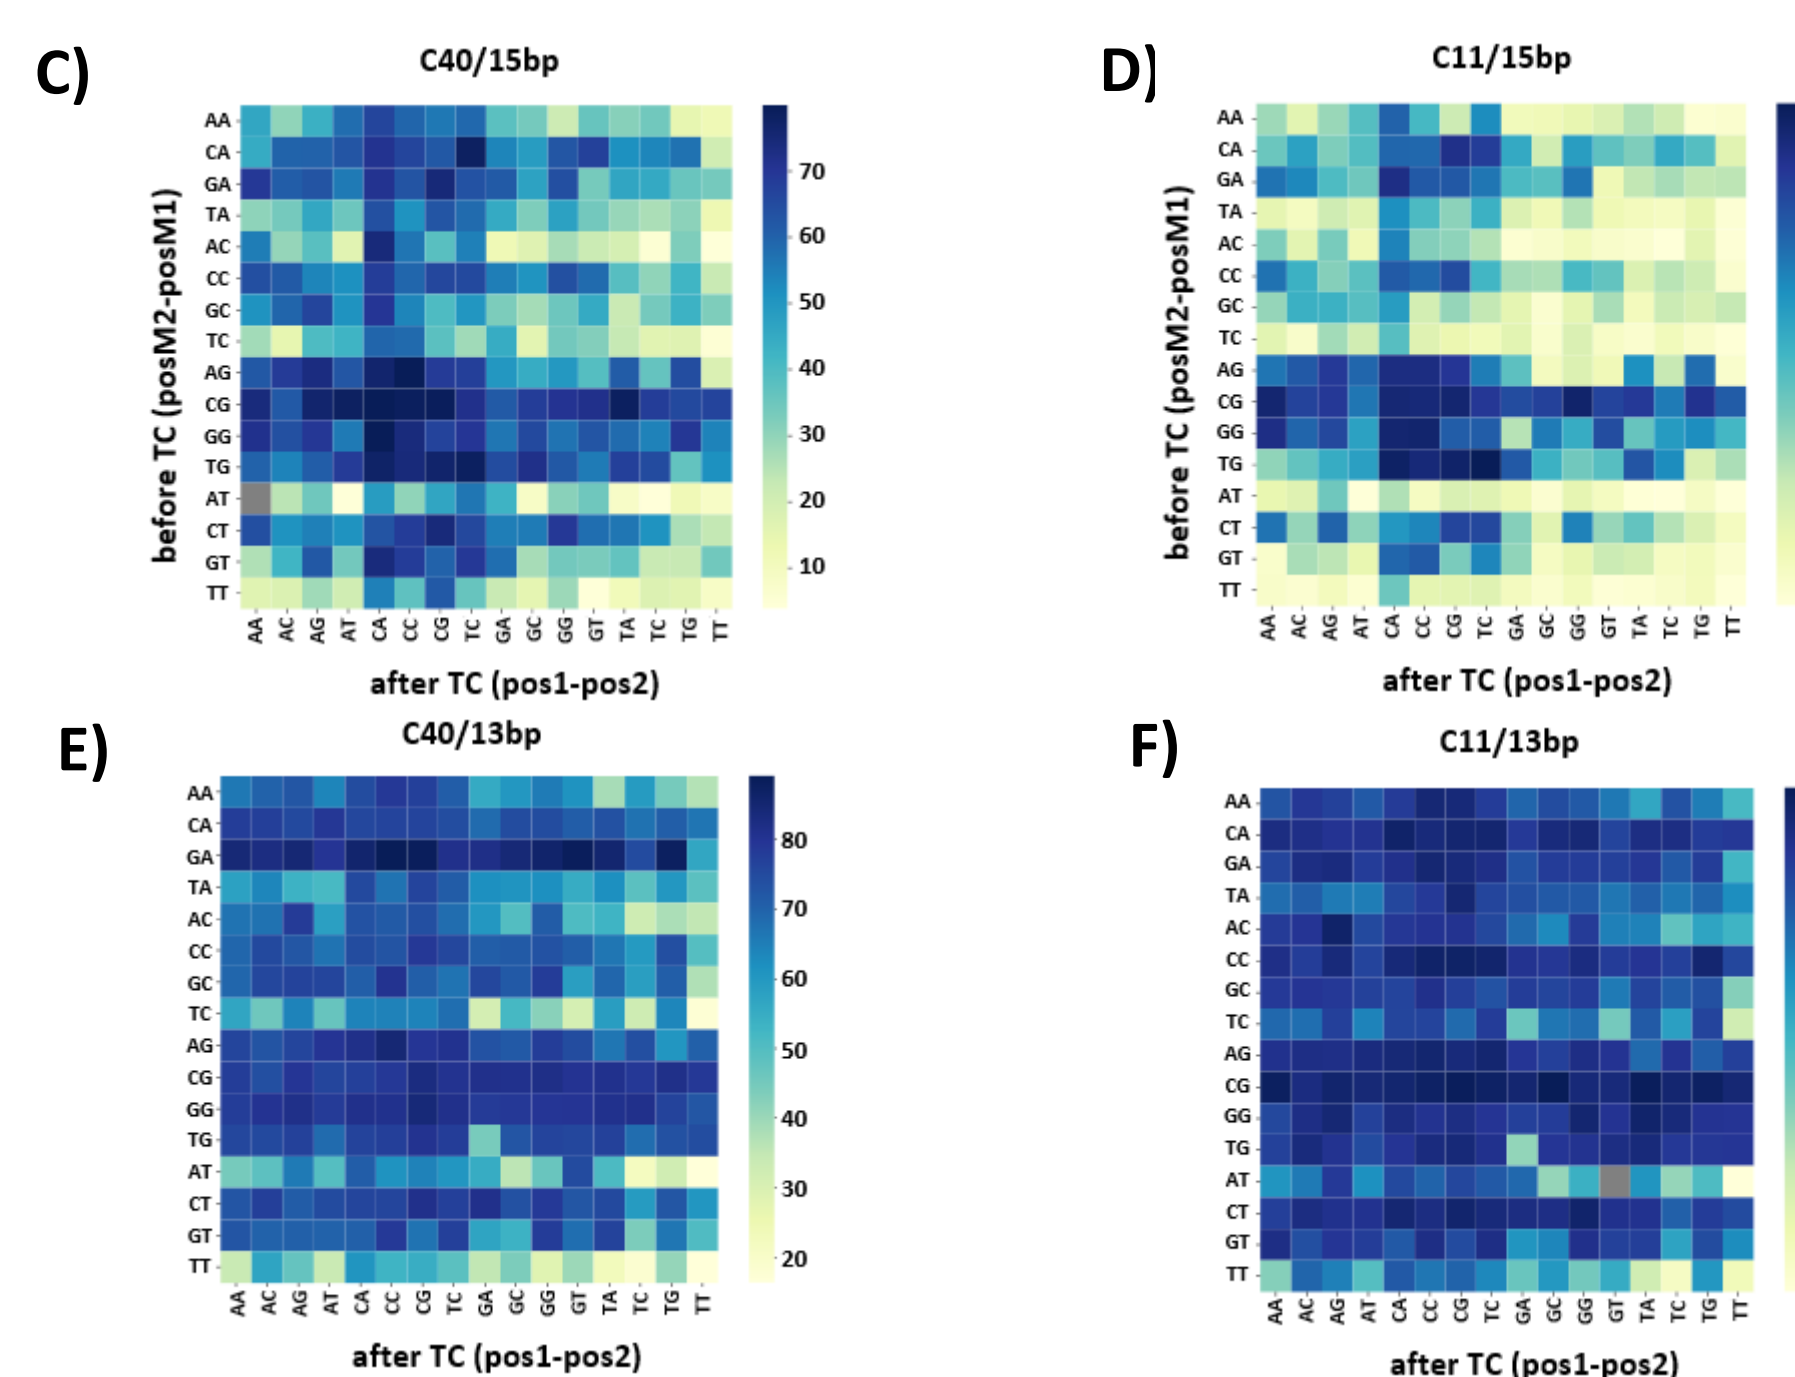 C)
C40/15bp
before TC (posM2-posM1)
AA
CA
GA
TA
AC
CC
GC
TC
AG
CG
GG
TG
AT
CT
GT
TT
AA AC AG AT CA CC CG TC GA GC GG GT TA TC TG TT
after TC (pos1-pos2)
70
60
50
40
30
20
10
D)
C11/15bp
before TC (posM2-posM1)
AA
CA
GA
TA
AC
CC
GC
TC
AG
CG
GG
TG
AT
CT
GT
TT
AA AC AG AT CA CC CG TC GA GC GG GT TA TC TG TT
after TC (pos1-pos2)
E)
C40/13bp
AA
CA
GA
TA
AC
CC
GC
TC
AG
CG
GG
TG
AT
CT
GT
TT
AA AC AG AT CA CC CG TC GA GC GG GT TA TC TG TT
after TC (pos1-pos2)
80
70
60
50
40
30
20
F)
C11/13bp
AA
CA
GA
TA
AC
CC
GC
TC
AG
CG
GG
TG
AT
CT
GT
TT
AA AC AG AT CA CC CG TC GA GC GG GT TA TC TG TT
after TC (pos1-pos2)